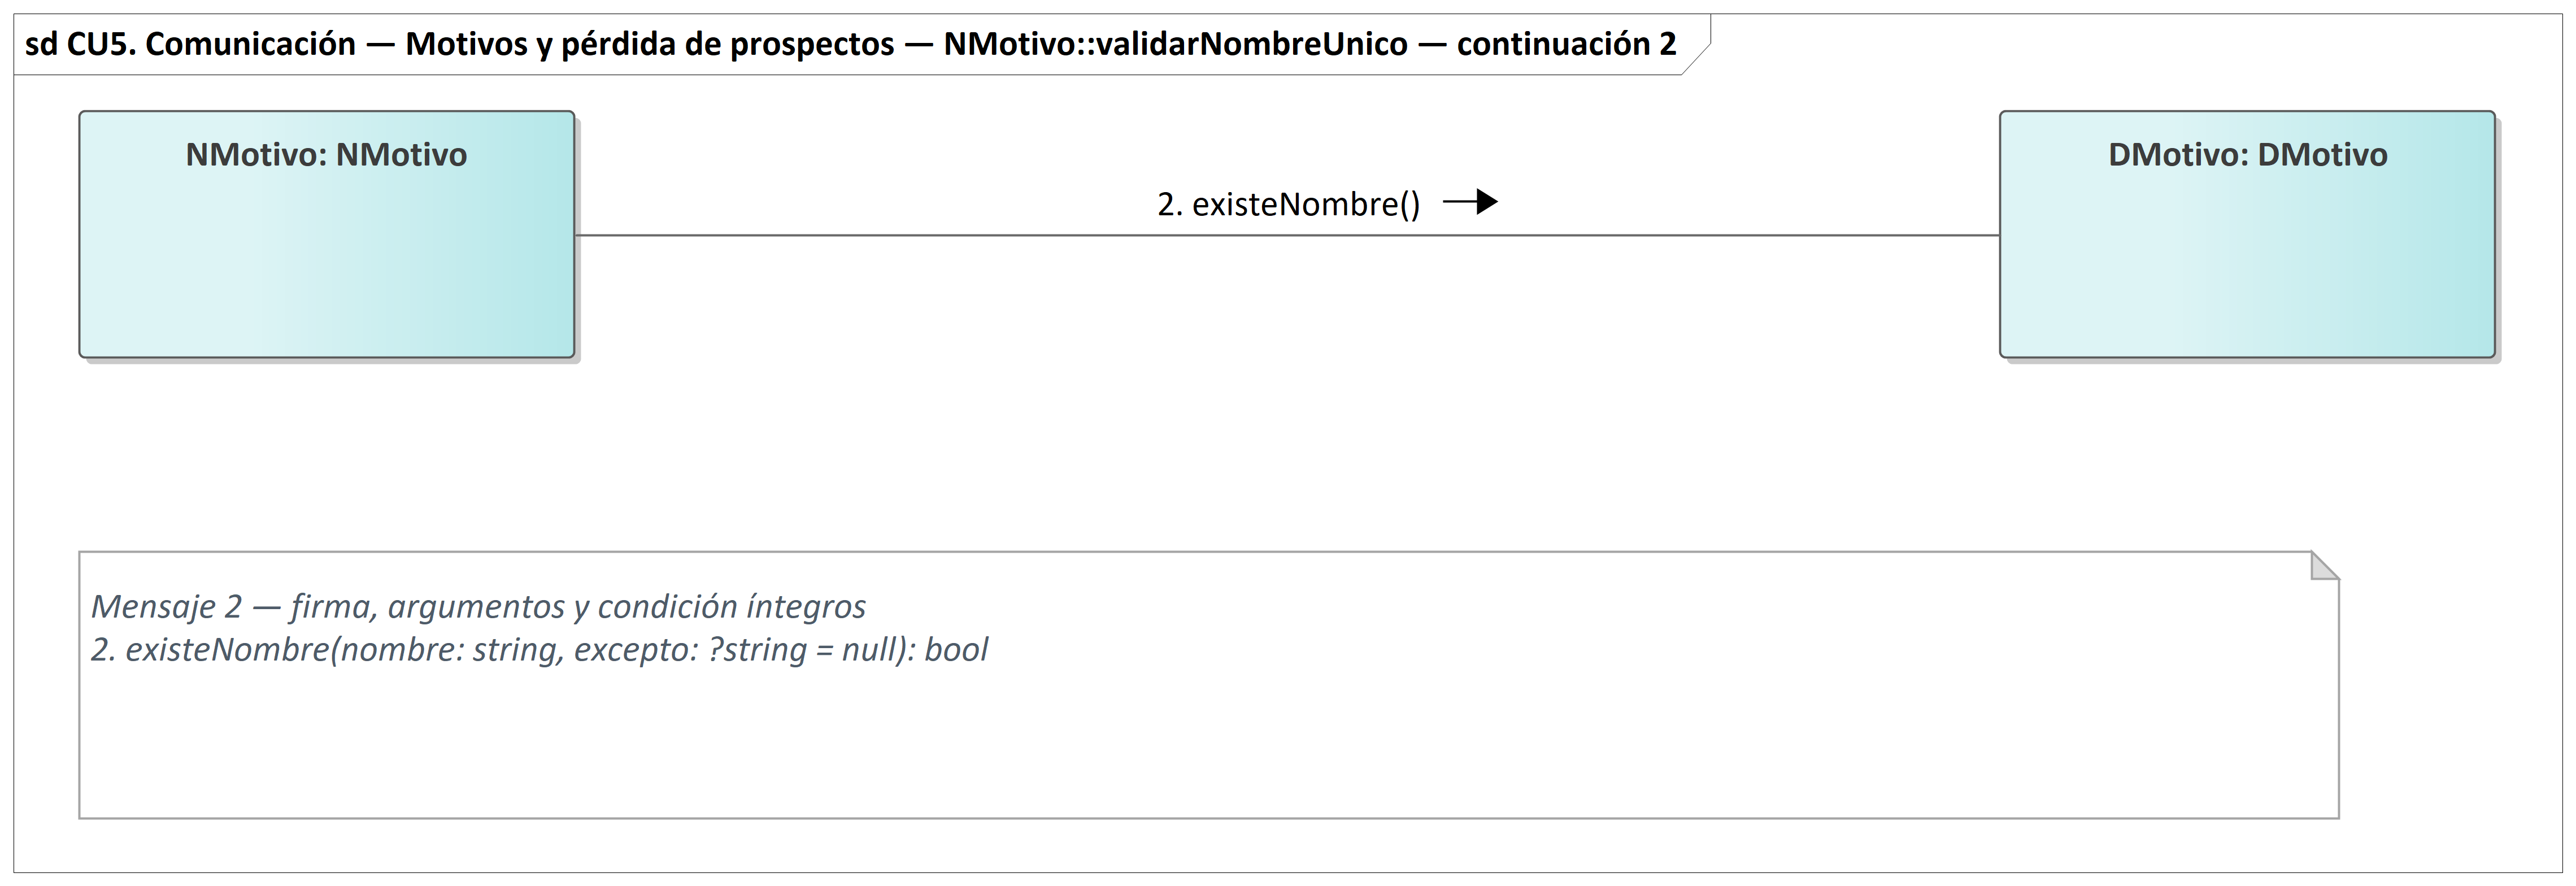 sd CU5. Comunicación — Motivos y pérdida de prospectos — NMotivo::validarNombreUnico — continuación 2
NMotivo: NMotivo
DMotivo: DMotivo
2. existeNombre()
Mensaje 2 — firma, argumentos y condición íntegros
2. existeNombre(nombre: string, excepto: ?string = null): bool